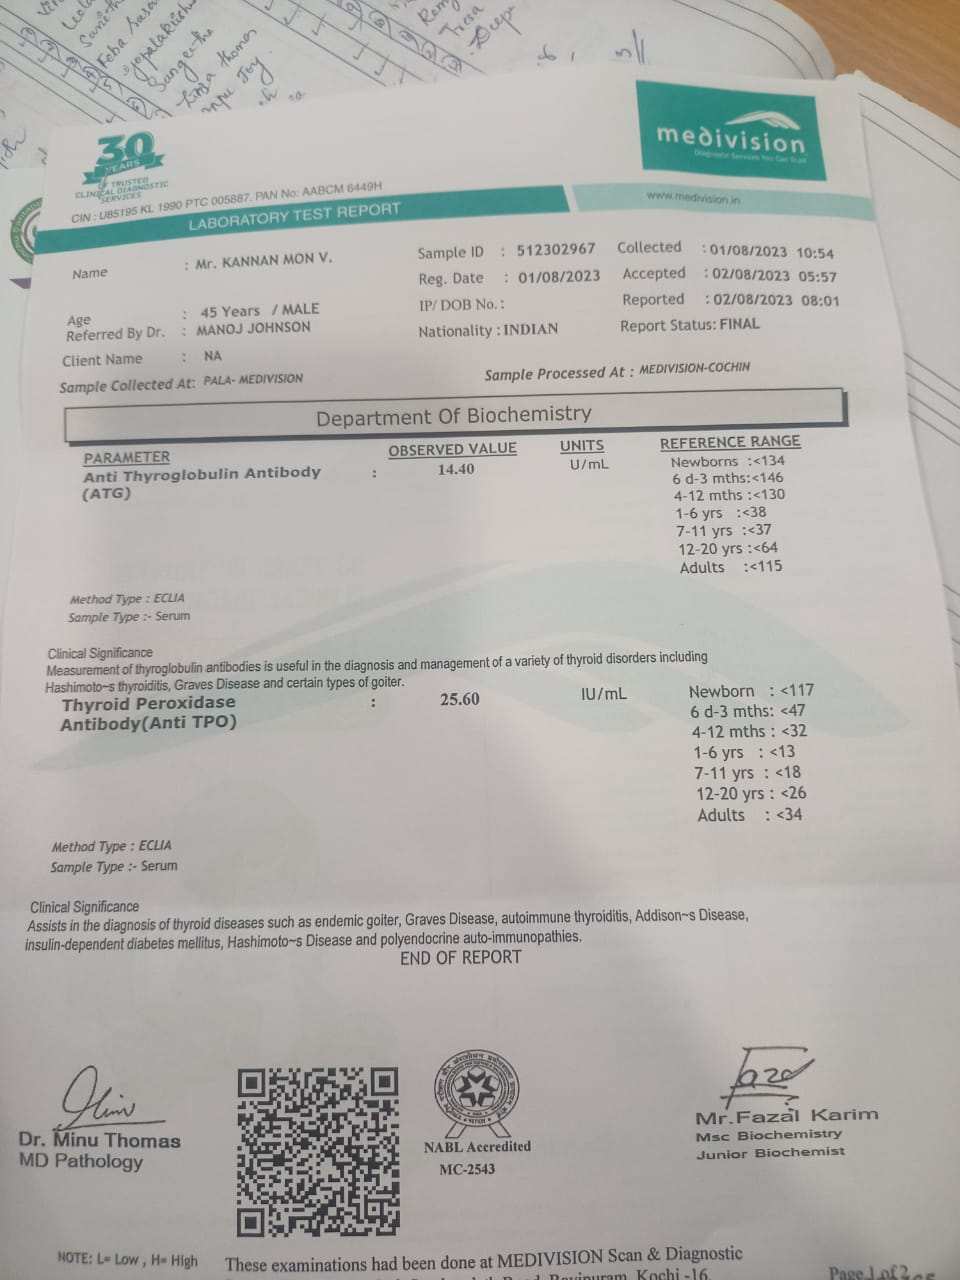 Foba
Sangeetha
Thomas
Joy
Deepa
30
YEARS
OF TRUSTED
CLINICAL DIAGNOSTIC
SERVICES
medivision
Diagnostic Services You Can Trust
CIN : U85195 KL 1990 PTC 005887. PAN No: AABCM 6449H
www.medivision.in
LABORATORY TEST REPORT
Name : Mr. KANNAN MON V.
Sample ID : 512302967 Collected : 01/08/2023 10:54
Reg. Date : 01/08/2023 Accepted : 02/08/2023 05:57
Age : 45 Years / MALE IP/ DOB No. : Reported : 02/08/2023 08:01
Referred By Dr. : MANOJ JOHNSON Nationality : INDIAN Report Status: FINAL
Client Name : NA
Sample Collected At: PALA- MEDIVISION Sample Processed At : MEDIVISION-COCHIN
Department Of Biochemistry
PARAMETER OBSERVED VALUE UNITS REFERENCE RANGE
Anti Thyroglobulin Antibody : 14.40 U/mL Newborns :<134
(ATG) 6 d-3 mths:<146
4-12 mths :<130
1-6 yrs :<38
7-11 yrs :<37
12-20 yrs :<64
Adults :<115
Method Type : ECLIA
Sample Type :- Serum
Clinical Significance
Measurement of thyroglobulin antibodies is useful in the diagnosis and management of a variety of thyroid disorders including
Hashimoto~s thyroiditis, Graves Disease and certain types of goiter.
Thyroid Peroxidase : 25.60 IU/mL Newborn : <117
Antibody(Anti TPO) 6 d-3 mths: <47
4-12 mths : <32
1-6 yrs : <13
7-11 yrs : <18
12-20 yrs : <26
Adults : <34
Method Type : ECLIA
Sample Type :- Serum
Clinical Significance
Assists in the diagnosis of thyroid diseases such as endemic goiter, Graves Disease, autoimmune thyroiditis, Addison~s Disease,
insulin-dependent diabetes mellitus, Hashimoto~s Disease and polyendocrine auto-immunopathies.
END OF REPORT
Dr. Minu Thomas
MD Pathology
NABL Accredited
MC-2543
Mr.Fazal Karim
Msc Biochemistry
Junior Biochemist
NOTE: L= Low , H= High These examinations had been done at MEDIVISION Scan & Diagnostic
Ravipuram, Kochi -16. Page 1 of 2